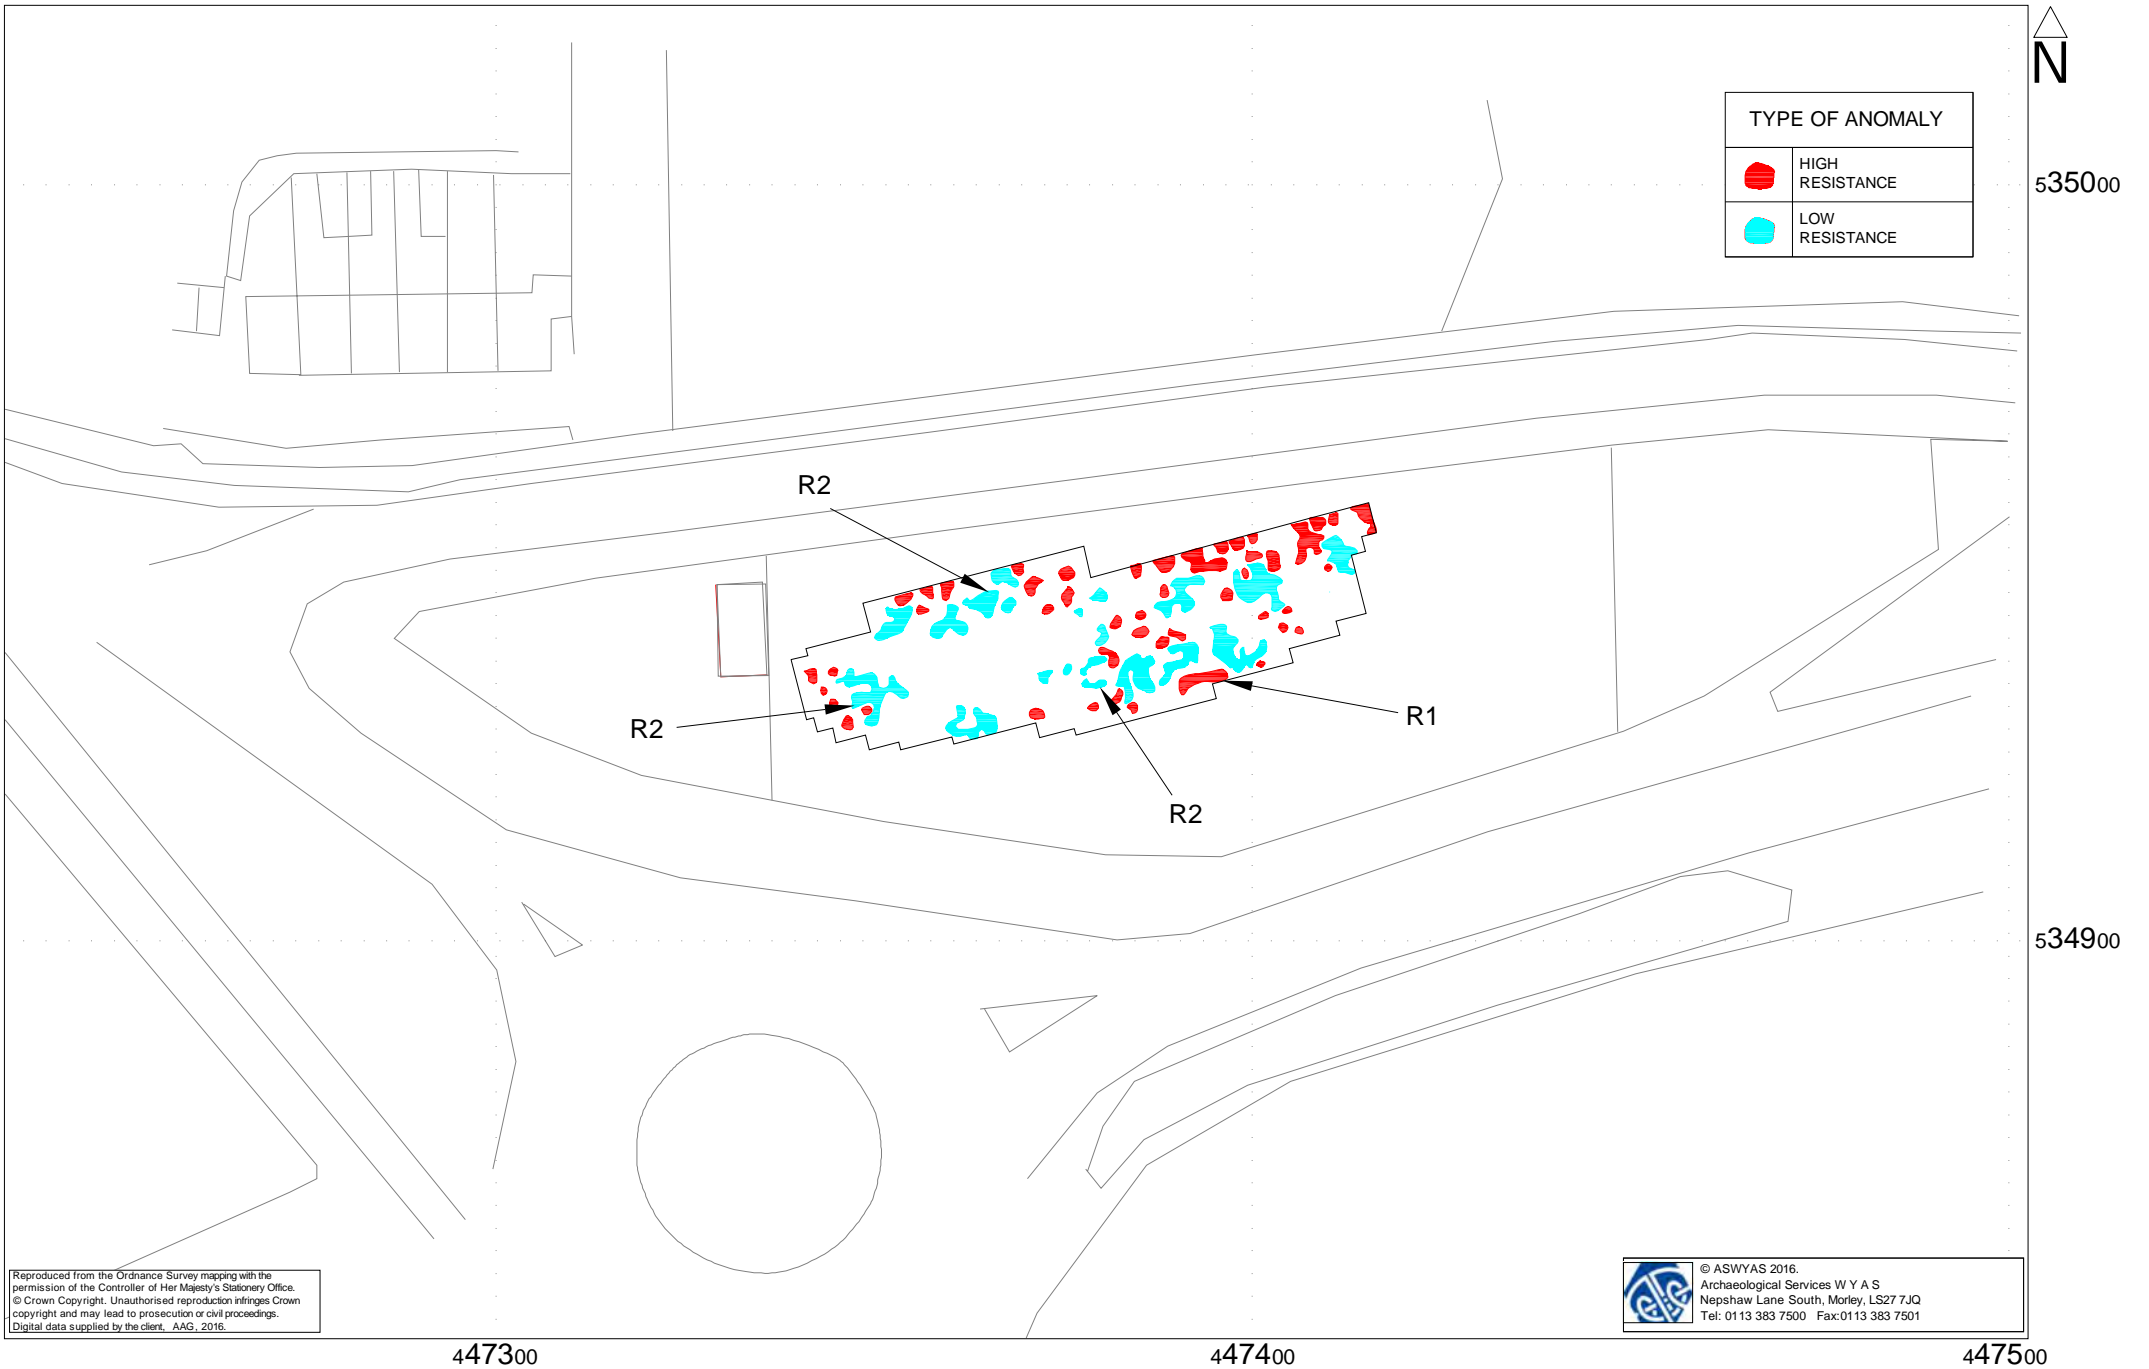 N
TYPE OF ANOMALY
HIGH
RESISTANCE
LOW
RESISTANCE
535000
R2
R2
R1
R2
534900
Reproduced from the Ordnance Survey mapping with the
permission of the Controller of Her Majesty's Stationery Office.
© Crown Copyright. Unauthorised reproduction infringes Crown
copyright and may lead to prosecution or civil proceedings.
Digital data supplied by the client, AAG, 2016.
© ASWYAS 2016.
Archaeological Services W Y A S
Nepshaw Lane South, Morley, LS27 7JQ
Tel: 0113 383 7500 Fax:0113 383 7501
447300
447400
447500